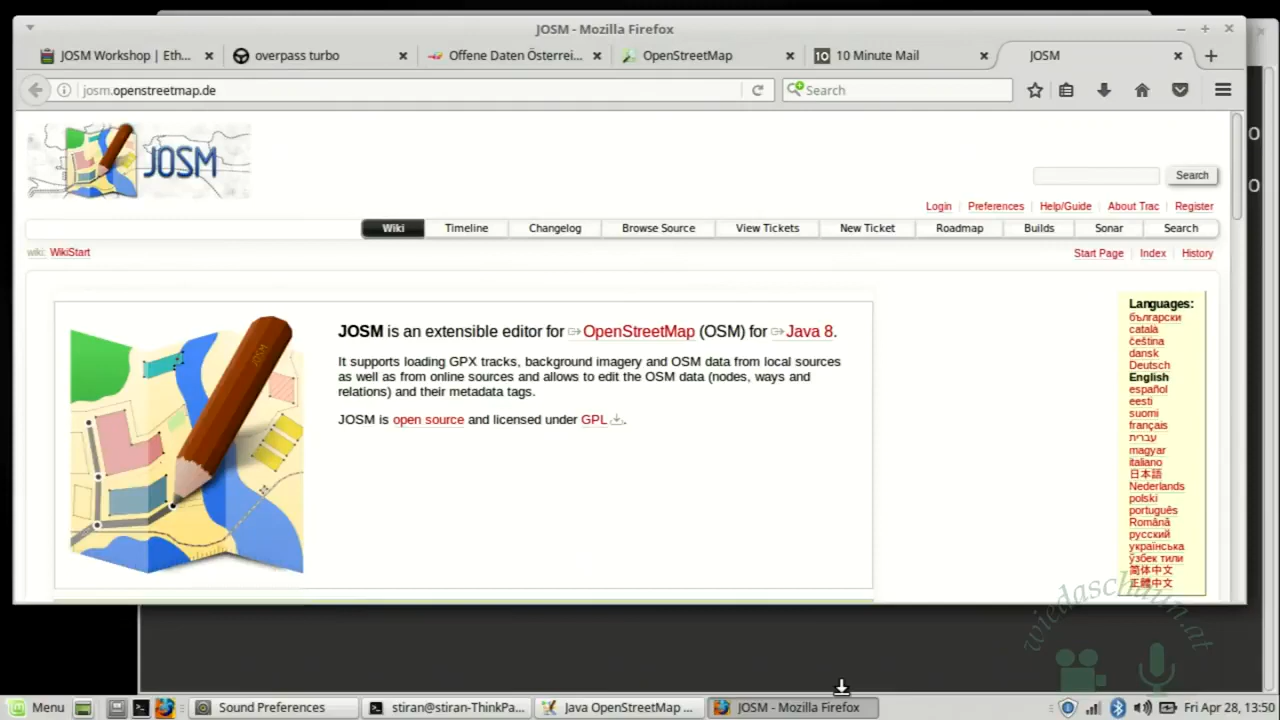 JOSM - Mozilla Firefox
JOSM Workshop | Eth...
overpass turbo
Offene Daten Österrei...
OpenStreetMap
10 10 Minute Mail
JOSM
josm.openstreetmap.de
Search
JOSM
Search
Login Preferences Help/Guide About Trac Register
Wiki Timeline Changelog Browse Source View Tickets New Ticket Roadmap Builds Sonar Search
wiki: WikiStart
Start Page Index History
JOSM
JOSM is an extensible editor for OpenStreetMap (OSM) for Java 8.
It supports loading GPX tracks, background imagery and OSM data from local sources
as well as from online sources and allows to edit the OSM data (nodes, ways and
relations) and their metadata tags.
JOSM is open source and licensed under GPL.
Languages:
български
català
čeština
dansk
Deutsch
English
español
eesti
suomi
français
עברית
magyar
italiano
日本語
Nederlands
polski
português
Română
русский
українська
ўзбек тили
简体中文
正體中文
wiedaschaun.at
Menu
Sound Preferences
stiran@stiran-ThinkPa...
Java OpenStreetMap ...
JOSM - Mozilla Firefox
Fri Apr 28, 13:50